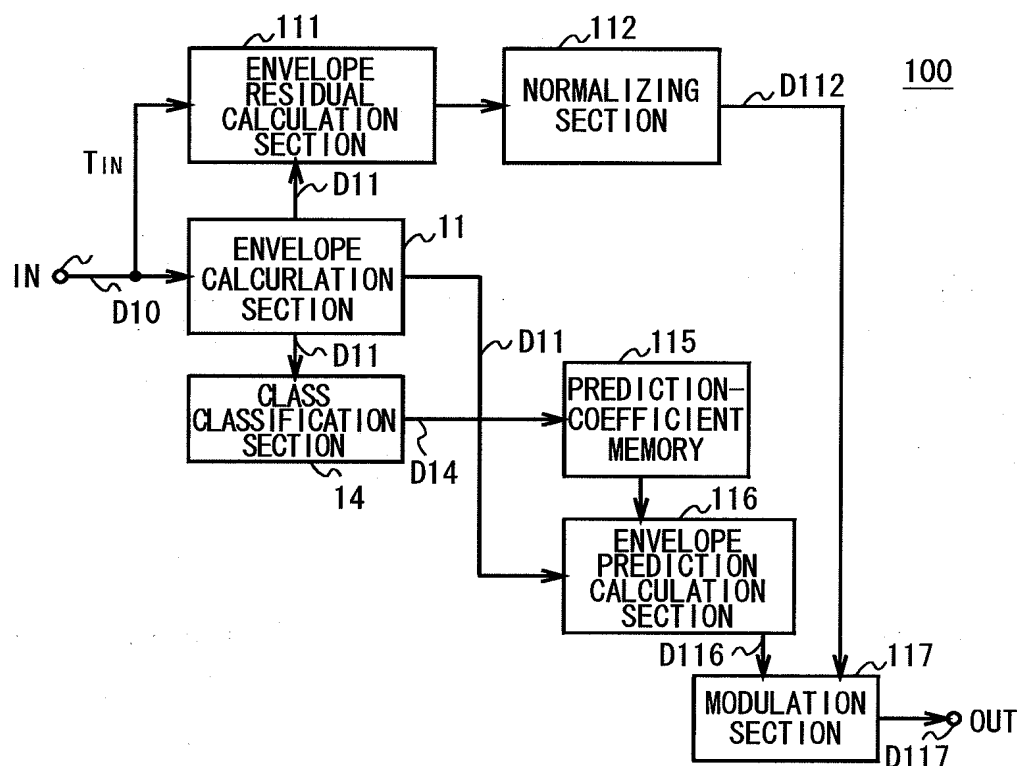 111
ENVELOPE
RESIDUAL
CALCULATION
SECTION
112
NORMALIZING
SECTION
D112
100
TIN
D11
11
ENVELOPE
CALCURLATION
SECTION
IN
D10
D11
D11
CLASS
CLASSIFICATION
SECTION
14
D14
115
PREDICTION-
COEFFICIENT
MEMORY
116
ENVELOPE
PREDICTION
CALCULATION
SECTION
D116
117
MODULATION
SECTION
OUT
D117